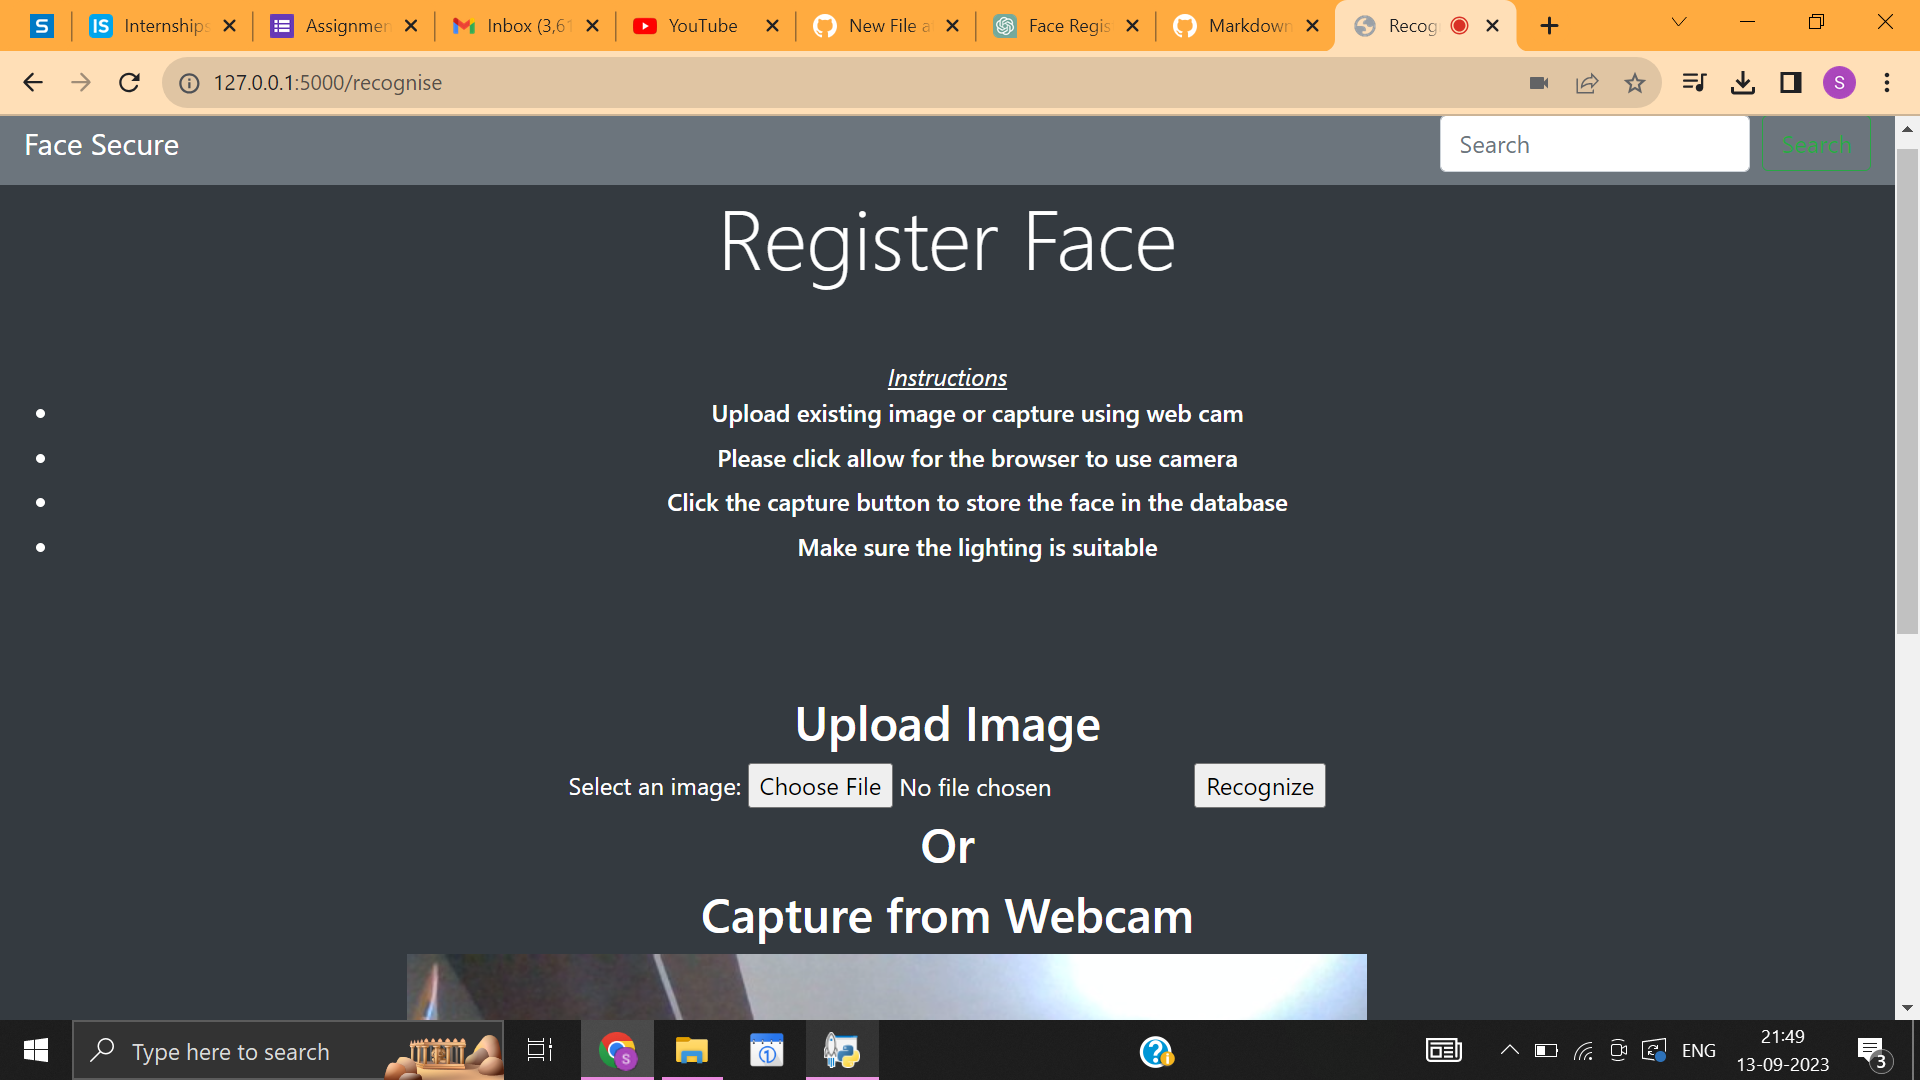 Internships
Assignmen
Inbox (3,61
YouTube
New File a
Face Regis
Markdown
Recog
127.0.0.1:5000/recognise
S
Face Secure
Search
Search
Register Face
Instructions
Upload existing image or capture using web cam
Please click allow for the browser to use camera
Click the capture button to store the face in the database
Make sure the lighting is suitable
Upload Image
Select an image: Choose File No file chosen Recognize
Or
Capture from Webcam
Type here to search
ENG
21:49
13-09-2023
3